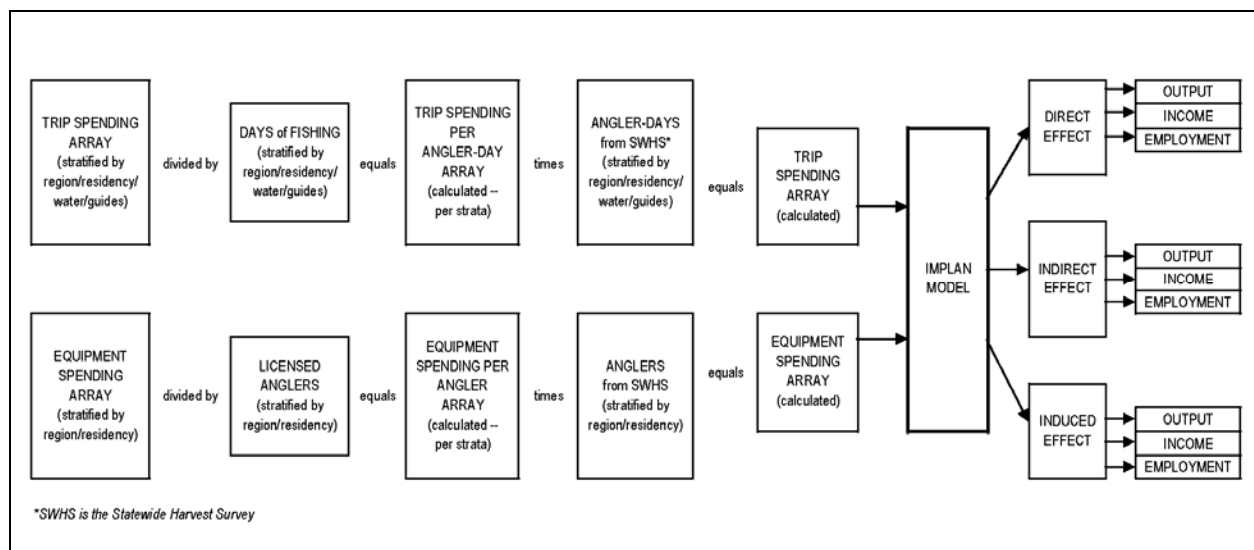 TRIP SPENDING
ARRAY
(stratified by
region/residency/
water/guides)
divided by
DAYS of FISHING
(stratified by
region/residency/
water/guides)
equals
TRIP SPENDING
PER
ANGLER-DAY
ARRAY
(calculated --
per strata)
times
ANGLER-DAYS
from SWHS*
(stratified by
region/residency/
water/guides)
equals
TRIP
SPENDING
ARRAY
(calculated)
EQUIPMENT
SPENDING
ARRAY
(stratified by
region/residency)
divided by
LICENSED
ANGLERS
(stratified by
region/residency)
equals
EQUIPMENT
SPENDING PER
ANGLER
ARRAY
(calculated --
per strata)
times
ANGLERS
from SWHS
(stratified by
region/residency)
equals
EQUIPMENT
SPENDING
ARRAY
(calculated)
IMPLAN
MODEL
DIRECT
EFFECT
OUTPUT
INCOME
EMPLOYMENT
INDIRECT
EFFECT
OUTPUT
INCOME
EMPLOYMENT
INDUCED
EFFECT
OUTPUT
INCOME
EMPLOYMENT
*SWHS is the Statewide Harvest Survey